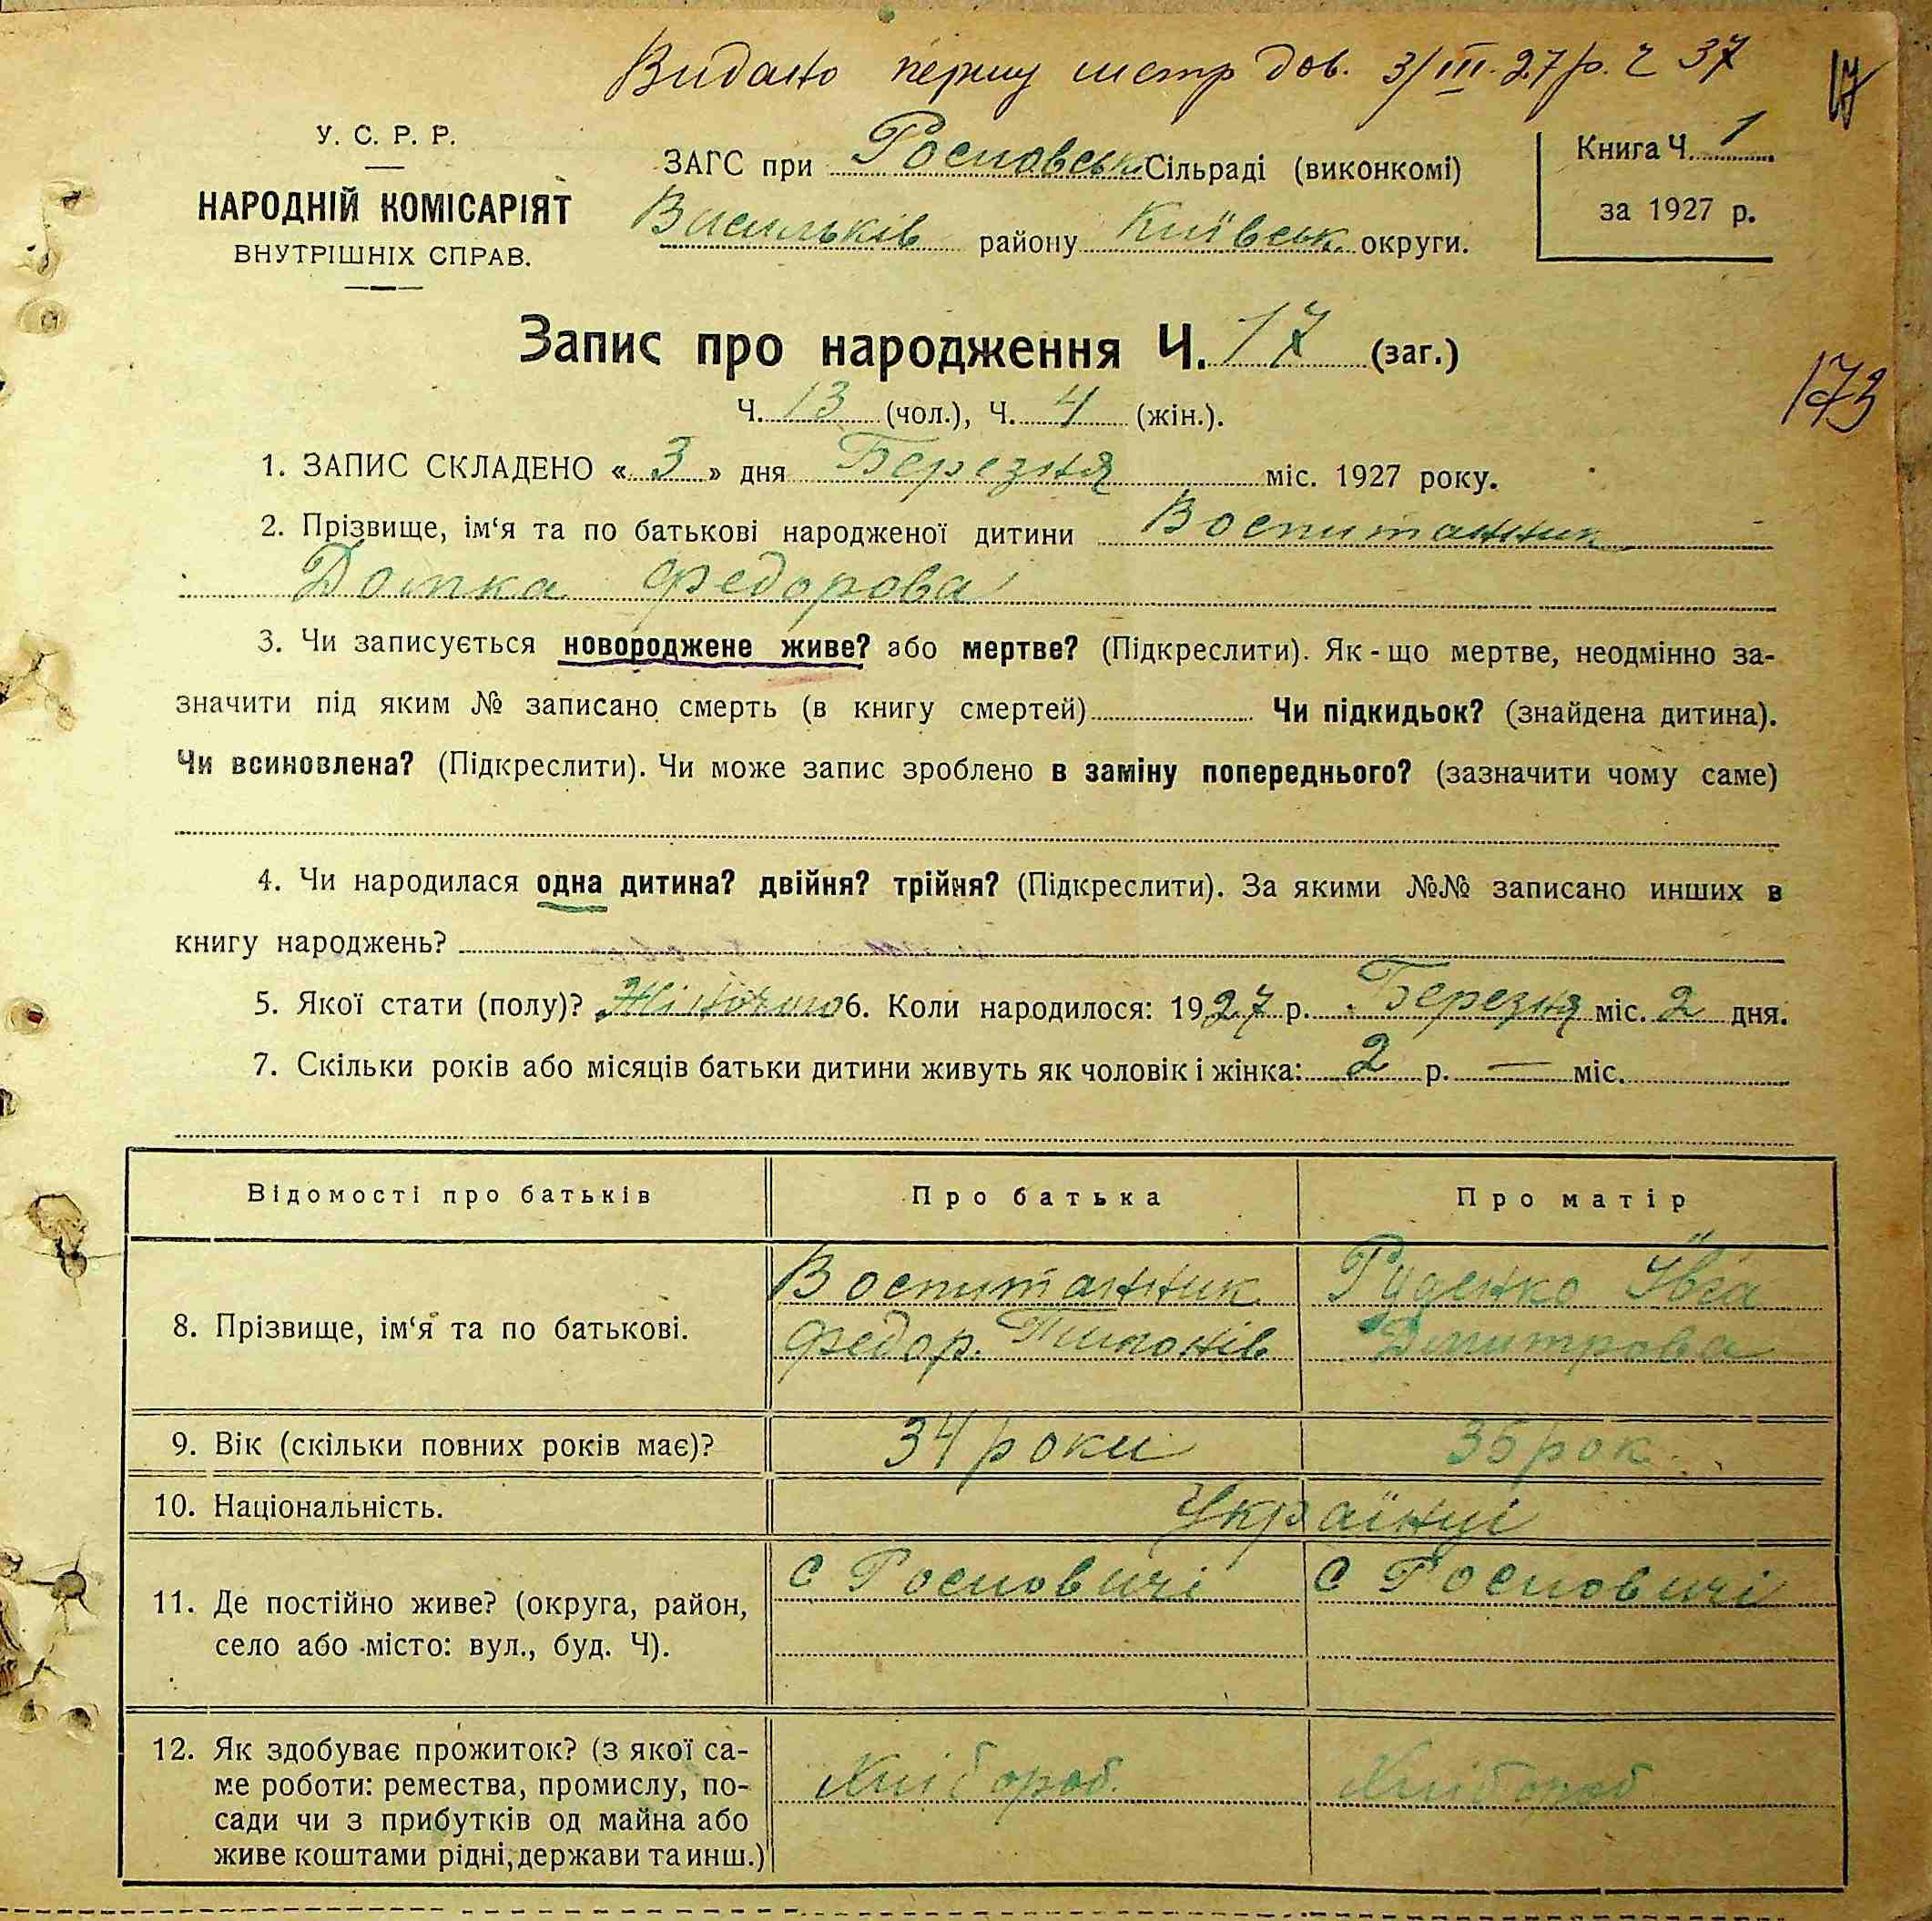 Видано першу метр дов. 3/III.27р. Ч 37
17
У. С. Р. Р.
НАРОДНІЙ КОМІСАРІЯТ
ВНУТРІШНІХ СПРАВ.
ЗАГС при Росновськ Сільраді (виконкомі)
Васильків району Київськ. округи.
Книга Ч. 1
за 1927 р.
Запис про народження Ч. 17 (заг.)
173
Ч. 13 (чол.), Ч. 4 (жін.).
1. ЗАПИС СКЛАДЕНО « 3 » дня Березня міс. 1927 року.
2. Прізвище, ім‘я та по батькові народженої дитини Воспитанник
Домка Федорова
3. Чи записується новороджене живе? або мертве? (Підкреслити). Як-що мертве, неодмінно за-
значити під яким № записано смерть (в книгу смертей) Чи підкидьок? (знайдена дитина).
Чи всиновлена? (Підкреслити). Чи може запис зроблено в заміну попереднього? (зазначити чому саме)
4. Чи народилася одна дитина? двійня? трійня? (Підкреслити). За якими №№ записано инших в
книгу народжень?
5. Якої стати (полу)? Жіночого 6. Коли народилося: 1927 р. Березня міс. 2 дня.
7. Скільки років або місяців батьки дитини живуть як чоловік і жінка: 2 р. — міс.
Відомості про батьків Про батька Про матір
8. Прізвище, ім‘я та по батькові.
Воспитанник
Федор. Тимохів
Руденко Ївга
Дмитрова
9. Вік (скільки повних років має)? 34 роки 35 рок.
10. Національність. Українці
11. Де постійно живе? (округа, район,
село або місто: вул., буд. Ч).
с Росновичі
с Росновичі
12. Як здобуває прожиток? (з якої са-
ме роботи: ремества, промислу, по-
сади чи з прибутків од майна або
живе коштами рідні, держави та инш.)
Хлібороб.
Хлібороб